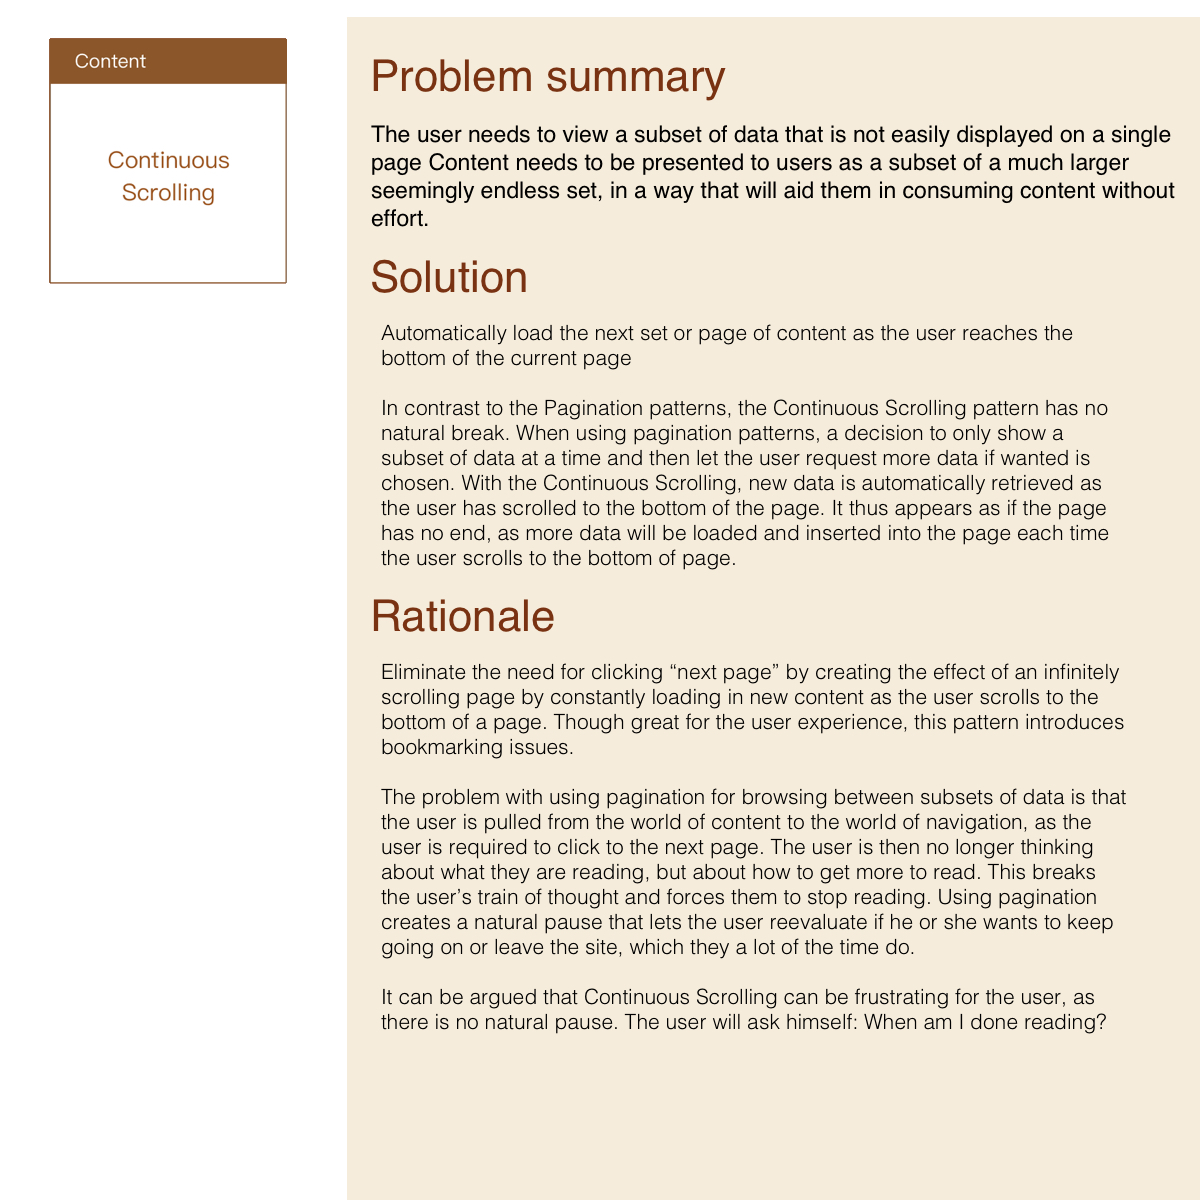 Content
Continuous
Scrolling
Problem summary
The user needs to view a subset of data that is not easily displayed on a single
page Content needs to be presented to users as a subset of a much larger
seemingly endless set, in a way that will aid them in consuming content without
effort.
Solution
Automatically load the next set or page of content as the user reaches the
bottom of the current page
In contrast to the Pagination patterns, the Continuous Scrolling pattern has no
natural break. When using pagination patterns, a decision to only show a
subset of data at a time and then let the user request more data if wanted is
chosen. With the Continuous Scrolling, new data is automatically retrieved as
the user has scrolled to the bottom of the page. It thus appears as if the page
has no end, as more data will be loaded and inserted into the page each time
the user scrolls to the bottom of page.
Rationale
Eliminate the need for clicking “next page” by creating the effect of an infinitely
scrolling page by constantly loading in new content as the user scrolls to the
bottom of a page. Though great for the user experience, this pattern introduces
bookmarking issues.
The problem with using pagination for browsing between subsets of data is that
the user is pulled from the world of content to the world of navigation, as the
user is required to click to the next page. The user is then no longer thinking
about what they are reading, but about how to get more to read. This breaks
the user’s train of thought and forces them to stop reading. Using pagination
creates a natural pause that lets the user reevaluate if he or she wants to keep
going on or leave the site, which they a lot of the time do.
It can be argued that Continuous Scrolling can be frustrating for the user, as
there is no natural pause. The user will ask himself: When am I done reading?